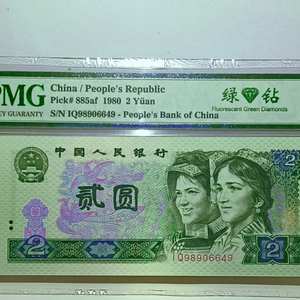 PMG
China / People's Republic
Pick# 885af 1980 2 Yüan
S/N IQ98906649 - People's Bank of China
绿 钻
Fluorescent Green Diamonds
中国人民银行
贰圆
2
2
2
IQ98906649